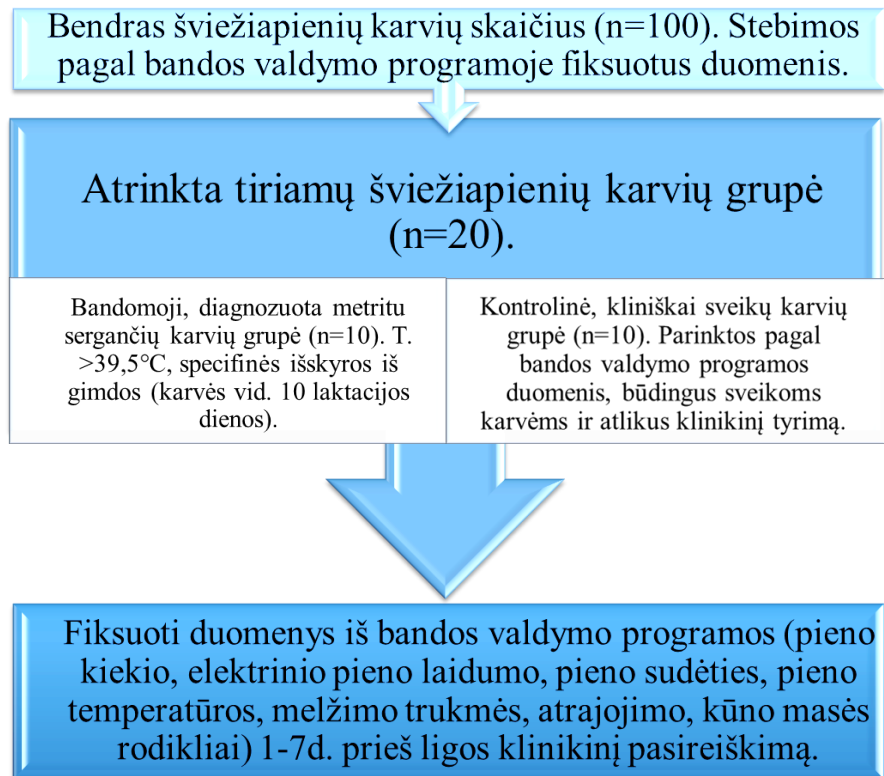 Bendras šviežiapienių karvių skaičius (n=100). Stebimos
pagal bandos valdymo programoje fiksuotus duomenis.
Atrinkta tiriamų šviežiapienių karvių grupė
(n=20).
Bandomoji, diagnozuota metritu
sergančių karvių grupė (n=10). T.
>39,5°C, specifinės išskyros iš
gimdos (karvės vid. 10 laktacijos
dienos).
Kontrolinė, kliniškai sveikų karvių
grupė (n=10). Parinktos pagal
bandos valdymo programos
duomenis, būdingus sveikoms
karvėms ir atlikus klinikinį tyrimą.
Fiksuoti duomenys iš bandos valdymo programos (pieno
kiekio, elektrinio pieno laidumo, pieno sudėties, pieno
temperatūros, melžimo trukmės, atrajojimo, kūno masės
rodikliai) 1-7d. prieš ligos klinikinį pasireiškimą.